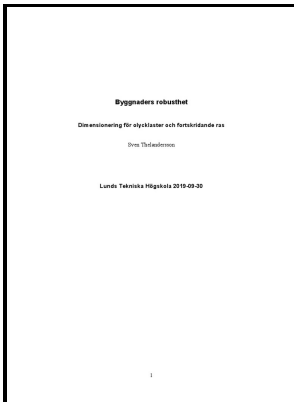 Byggnaders robusthet
Dimensionering för olyckslaster och fortskridande ras
Sven Thelandersson
Lunds Tekniska Högskola 2019-09-30
1